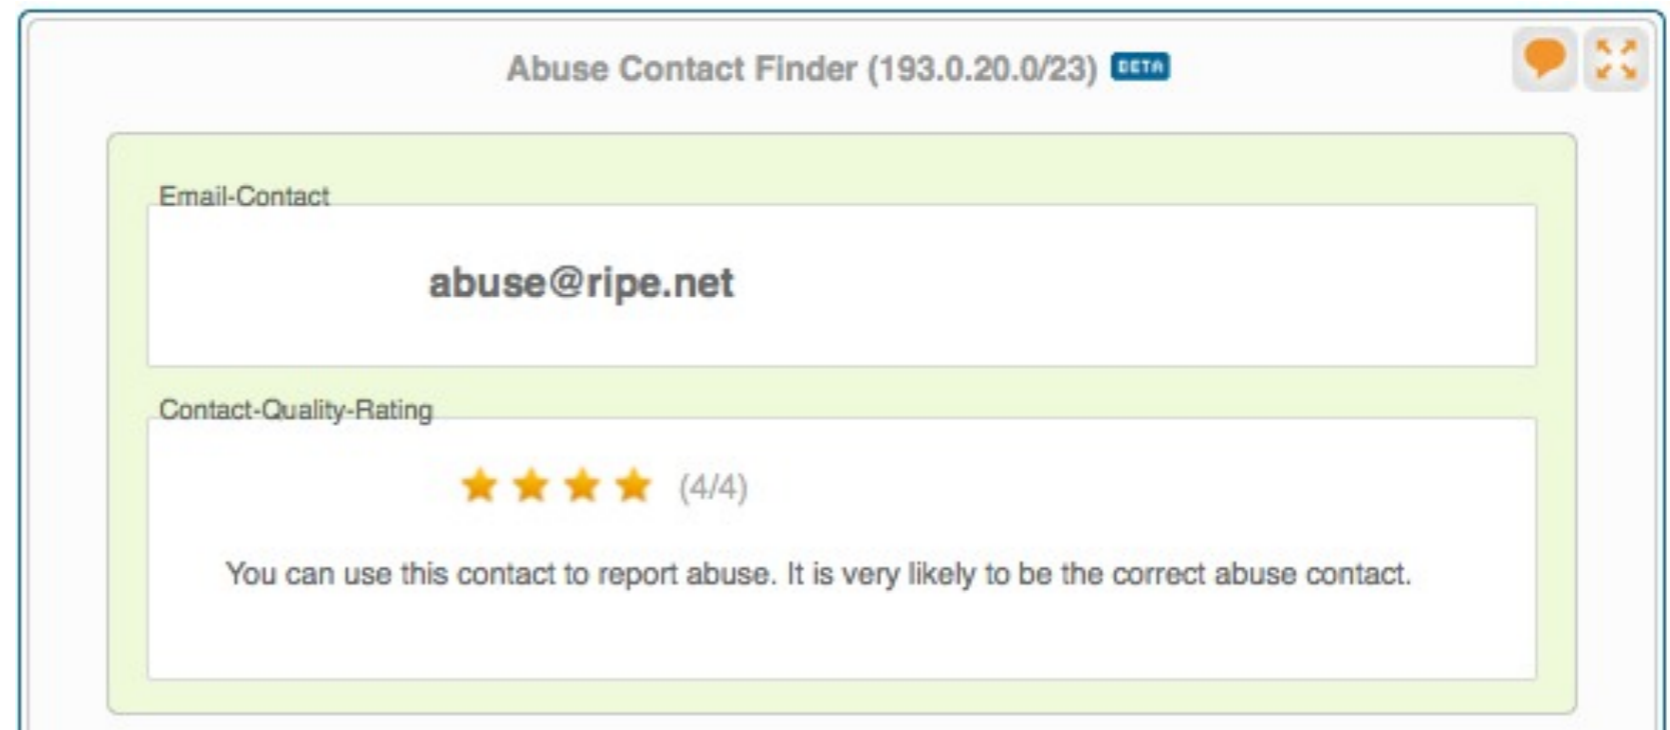 Abuse Contact Finder (193.0.20.0/23) BETA
Email-Contact
abuse@ripe.net
Contact-Quality-Rating
(4/4)
You can use this contact to report abuse. It is very likely to be the correct abuse contact.